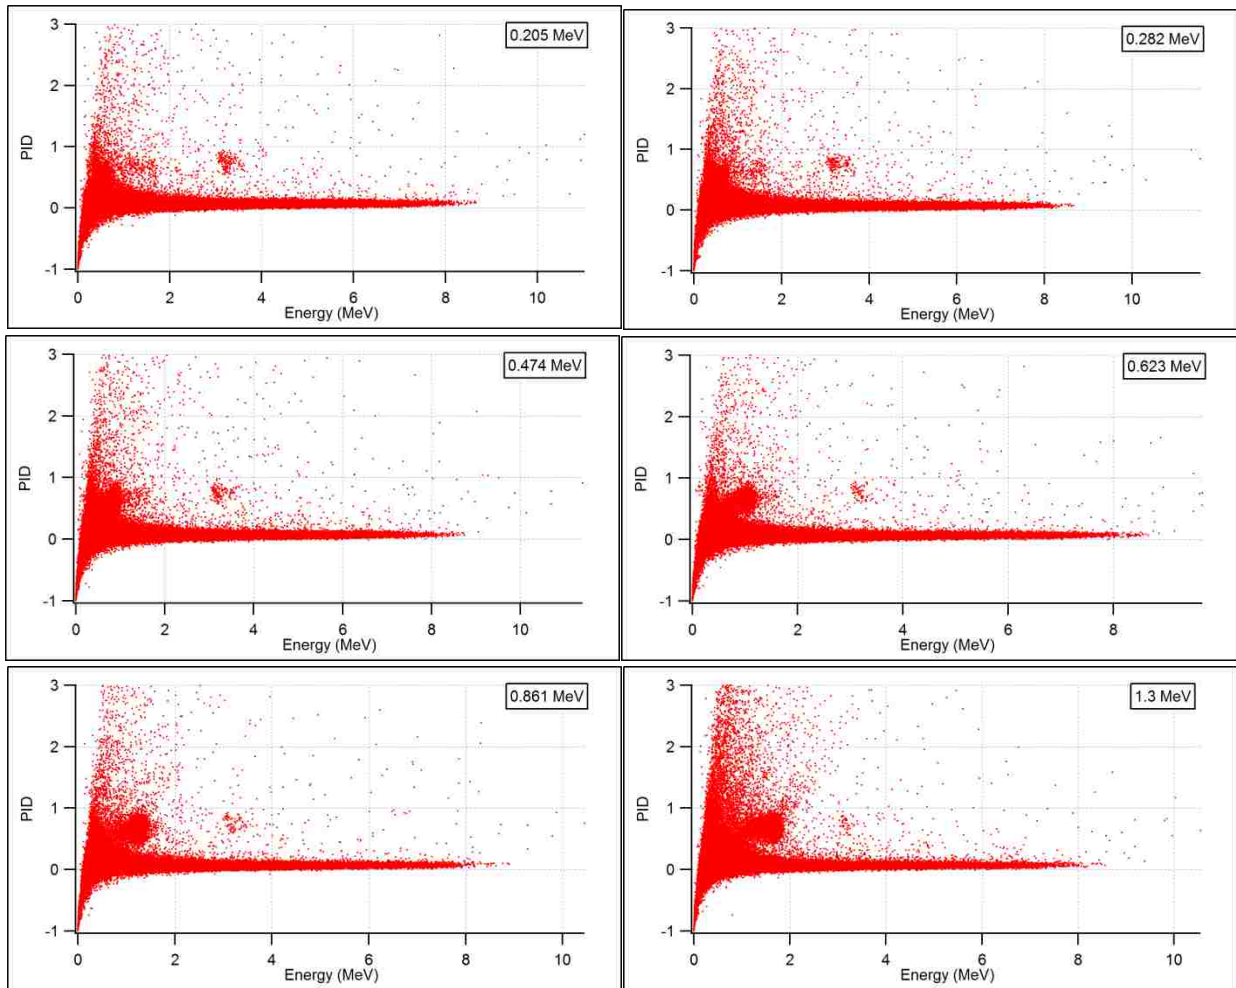 0.205 MeV
3
2
1
0
-1
PID
0 2 4 6 8 10
Energy (MeV)
0.282 MeV
3
2
1
0
-1
PID
0 2 4 6 8 10
Energy (MeV)
0.474 MeV
3
2
1
0
-1
PID
0 2 4 6 8 10
Energy (MeV)
0.623 MeV
3
2
1
0
-1
PID
0 2 4 6 8
Energy (MeV)
0.861 MeV
3
2
1
0
-1
PID
0 2 4 6 8 10
Energy (MeV)
1.3 MeV
3
2
1
0
-1
PID
0 2 4 6 8 10
Energy (MeV)